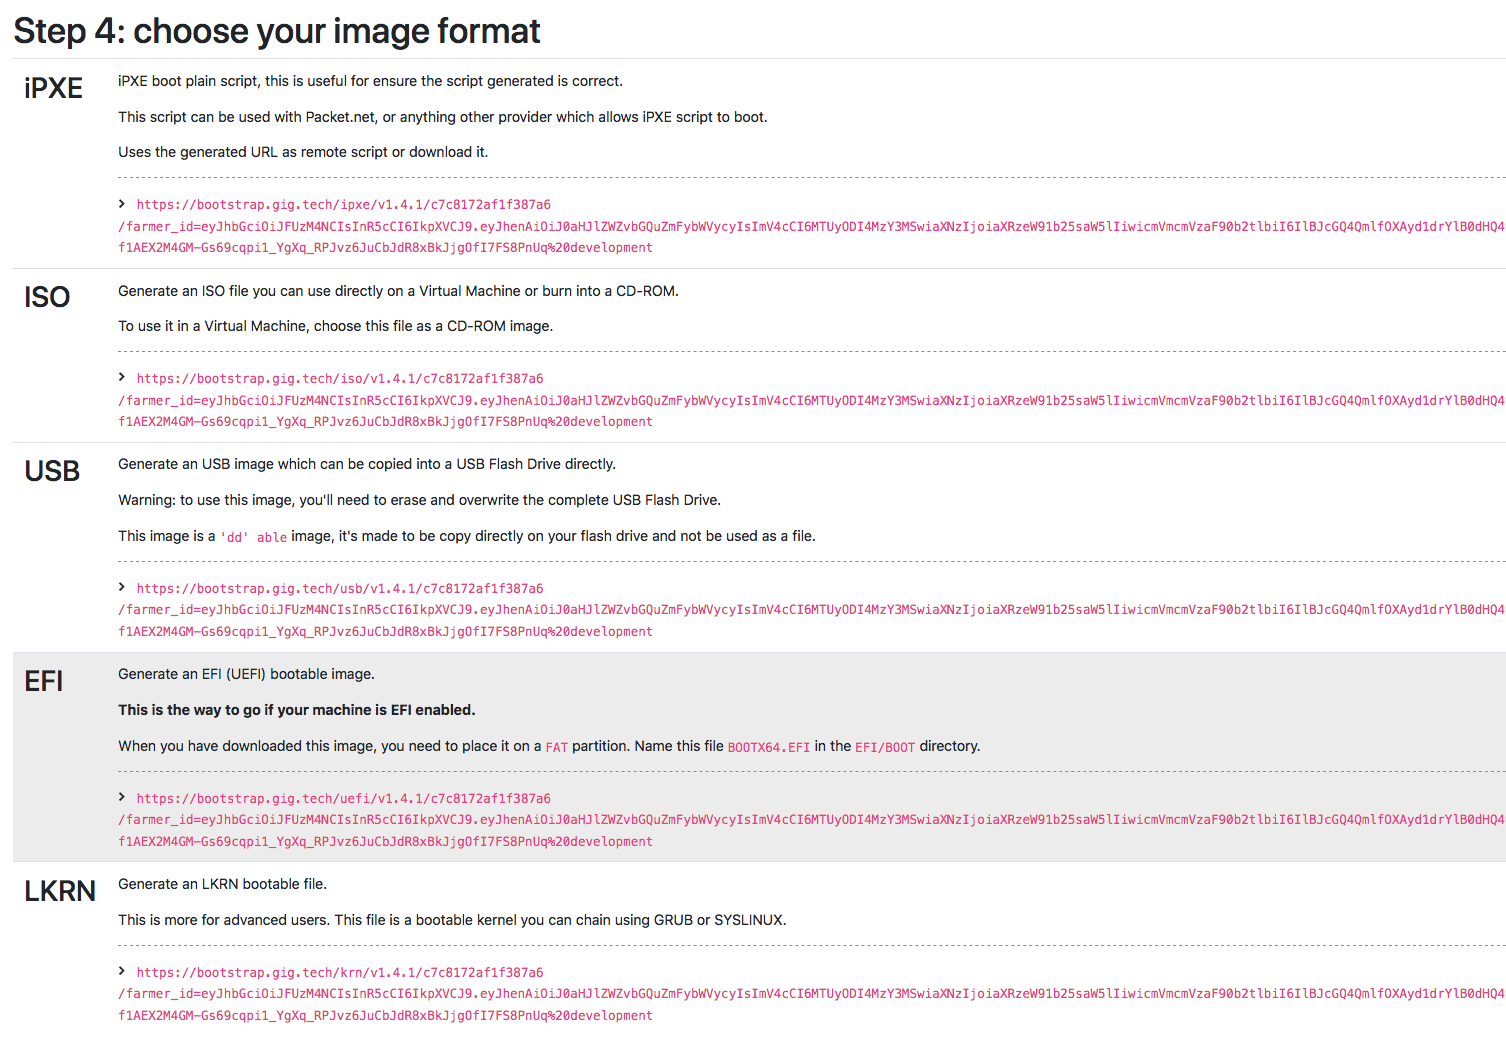 Step 4: choose your image format
iPXE
iPXE boot plain script, this is useful for ensure the script generated is correct.
This script can be used with Packet.net, or anything other provider which allows iPXE script to boot.
Uses the generated URL as remote script or download it.
> https://bootstrap.gig.tech/ipxe/v1.4.1/c7c8172af1f387a6
/farmer_id=eyJhbGciOiJFUzM4NCIsInR5cCI6IkpXVCJ9.eyJhenAiOiJ0aHJlZWZvbGQuZmFybWVycyIsImV4cCI6MTUyODI4MzY3MSwiaXNzIjoiaXRzeW91b25saW5lIiwicmVmcmVzaF90b2tlbiI6IlBJcGQ4QmlfOXAyd1drYlB0dHQ4
f1AEX2M4GM-Gs69cqpi1_YgXq_RPJvz6JuCbJdR8xBkJjgOfI7FS8PnUq%20development
ISO
Generate an ISO file you can use directly on a Virtual Machine or burn into a CD-ROM.
To use it in a Virtual Machine, choose this file as a CD-ROM image.
> https://bootstrap.gig.tech/iso/v1.4.1/c7c8172af1f387a6
/farmer_id=eyJhbGciOiJFUzM4NCIsInR5cCI6IkpXVCJ9.eyJhenAiOiJ0aHJlZWZvbGQuZmFybWVycyIsImV4cCI6MTUyODI4MzY3MSwiaXNzIjoiaXRzeW91b25saW5lIiwicmVmcmVzaF90b2tlbiI6IlBJcGQ4QmlfOXAyd1drYlB0dHQ4
f1AEX2M4GM-Gs69cqpi1_YgXq_RPJvz6JuCbJdR8xBkJjgOfI7FS8PnUq%20development
USB
Generate an USB image which can be copied into a USB Flash Drive directly.
Warning: to use this image, you'll need to erase and overwrite the complete USB Flash Drive.
This image is a 'dd' able image, it's made to be copy directly on your flash drive and not be used as a file.
> https://bootstrap.gig.tech/usb/v1.4.1/c7c8172af1f387a6
/farmer_id=eyJhbGciOiJFUzM4NCIsInR5cCI6IkpXVCJ9.eyJhenAiOiJ0aHJlZWZvbGQuZmFybWVycyIsImV4cCI6MTUyODI4MzY3MSwiaXNzIjoiaXRzeW91b25saW5lIiwicmVmcmVzaF90b2tlbiI6IlBJcGQ4QmlfOXAyd1drYlB0dHQ4
f1AEX2M4GM-Gs69cqpi1_YgXq_RPJvz6JuCbJdR8xBkJjgOfI7FS8PnUq%20development
EFI
Generate an EFI (UEFI) bootable image.
This is the way to go if your machine is EFI enabled.
When you have downloaded this image, you need to place it on a FAT partition. Name this file BOOTX64.EFI in the EFI/BOOT directory.
> https://bootstrap.gig.tech/uefi/v1.4.1/c7c8172af1f387a6
/farmer_id=eyJhbGciOiJFUzM4NCIsInR5cCI6IkpXVCJ9.eyJhenAiOiJ0aHJlZWZvbGQuZmFybWVycyIsImV4cCI6MTUyODI4MzY3MSwiaXNzIjoiaXRzeW91b25saW5lIiwicmVmcmVzaF90b2tlbiI6IlBJcGQ4QmlfOXAyd1drYlB0dHQ4
f1AEX2M4GM-Gs69cqpi1_YgXq_RPJvz6JuCbJdR8xBkJjgOfI7FS8PnUq%20development
LKRN
Generate an LKRN bootable file.
This is more for advanced users. This file is a bootable kernel you can chain using GRUB or SYSLINUX.
> https://bootstrap.gig.tech/krn/v1.4.1/c7c8172af1f387a6
/farmer_id=eyJhbGciOiJFUzM4NCIsInR5cCI6IkpXVCJ9.eyJhenAiOiJ0aHJlZWZvbGQuZmFybWVycyIsImV4cCI6MTUyODI4MzY3MSwiaXNzIjoiaXRzeW91b25saW5lIiwicmVmcmVzaF90b2tlbiI6IlBJcGQ4QmlfOXAyd1drYlB0dHQ4
f1AEX2M4GM-Gs69cqpi1_YgXq_RPJvz6JuCbJdR8xBkJjgOfI7FS8PnUq%20development